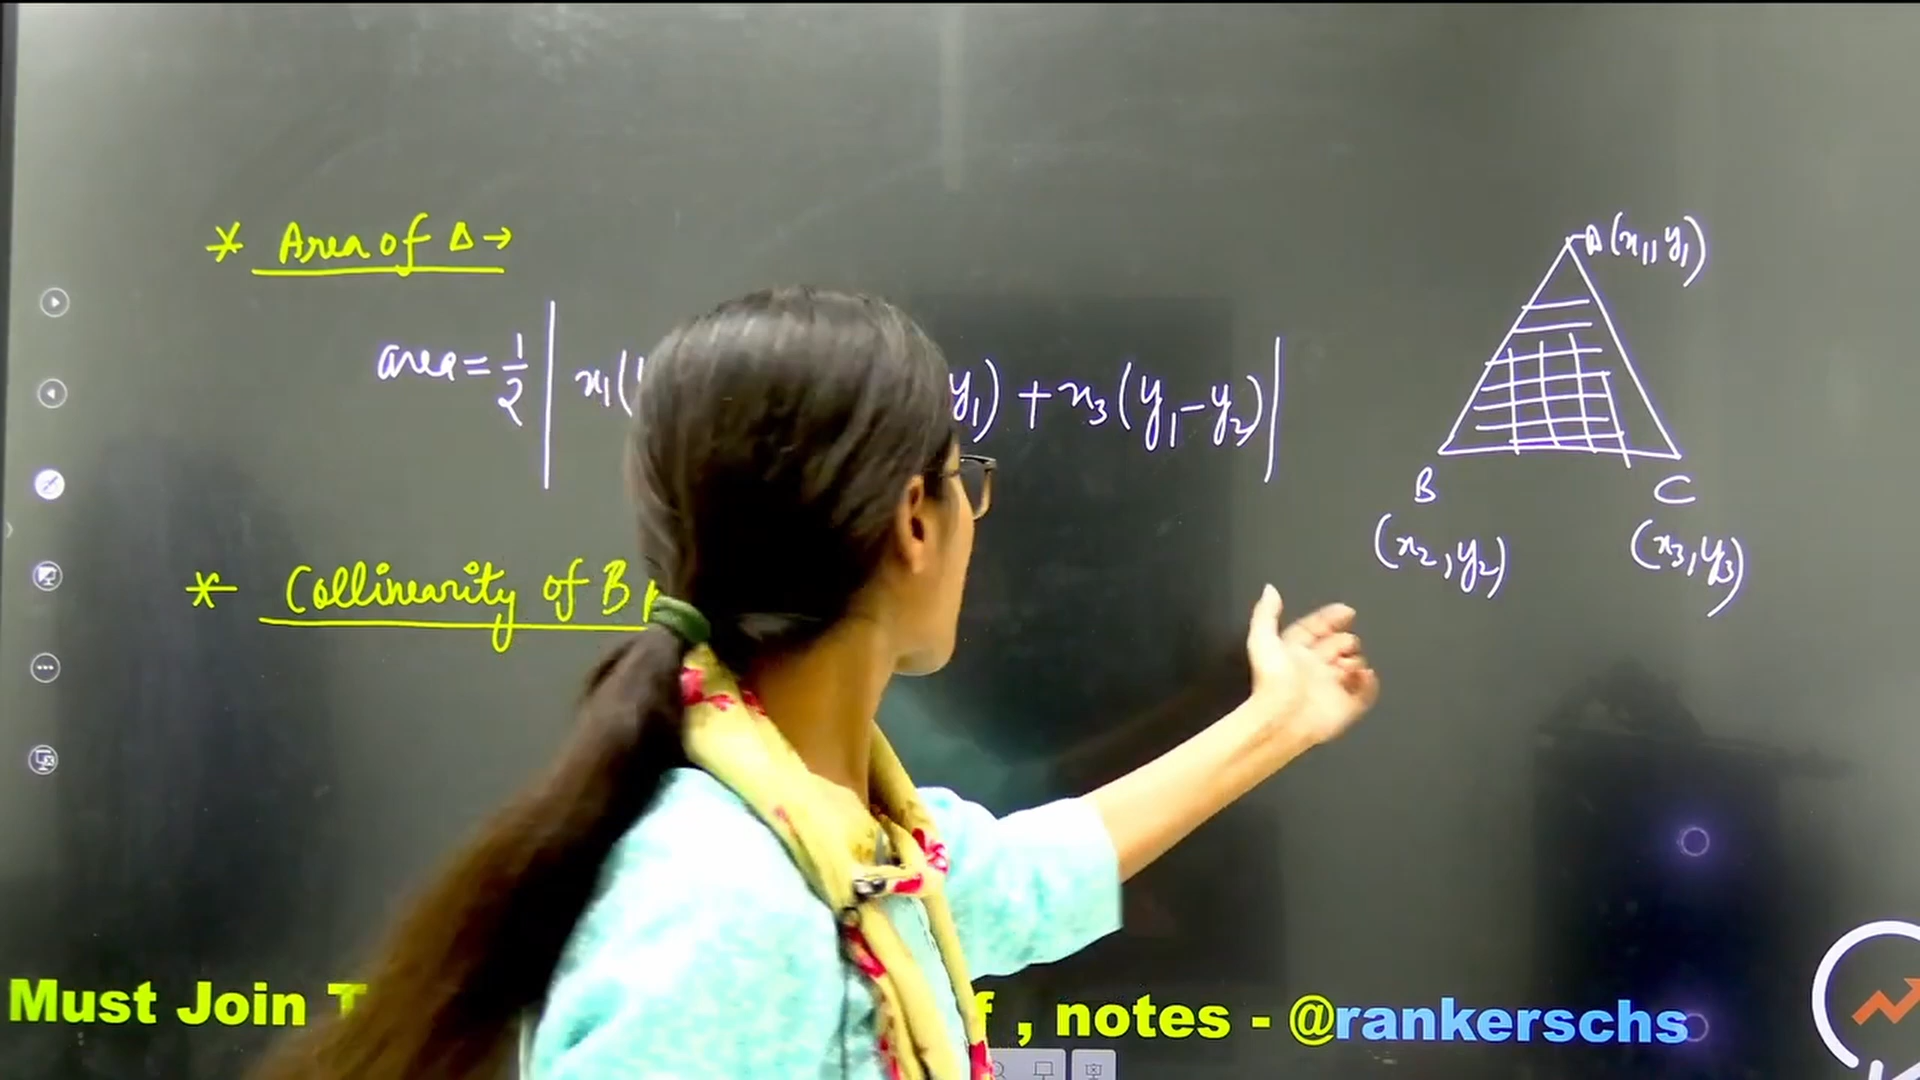 * Area of Δ →
A (x₁, y₁)
area = 1/2 | x₁( y₁) + x₃(y₁ - y₂) |
B
C
(x₂, y₂)
(x₃, y₃)
* Collinearity of B
Must Join f , notes - @rankerschs